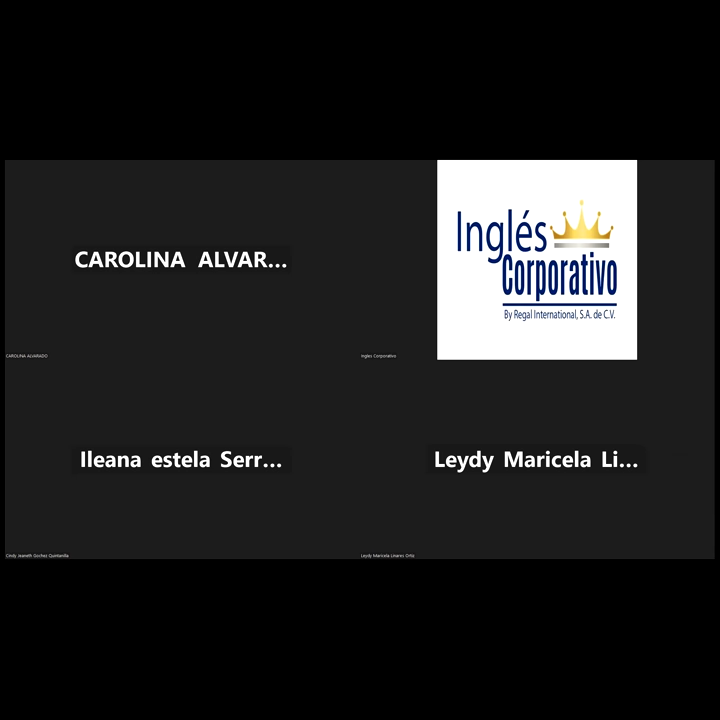 CAROLINA ALVAR...
CAROLINA ALVARADO
Inglés
Corporativo
By Regal International, S.A. de C.V.
Ingles Corporativo
Ileana estela Serr...
Cindy Jeaneth Gochez Quintanilla
Leydy Maricela Li...
Leydy Maricela Linares Ortiz